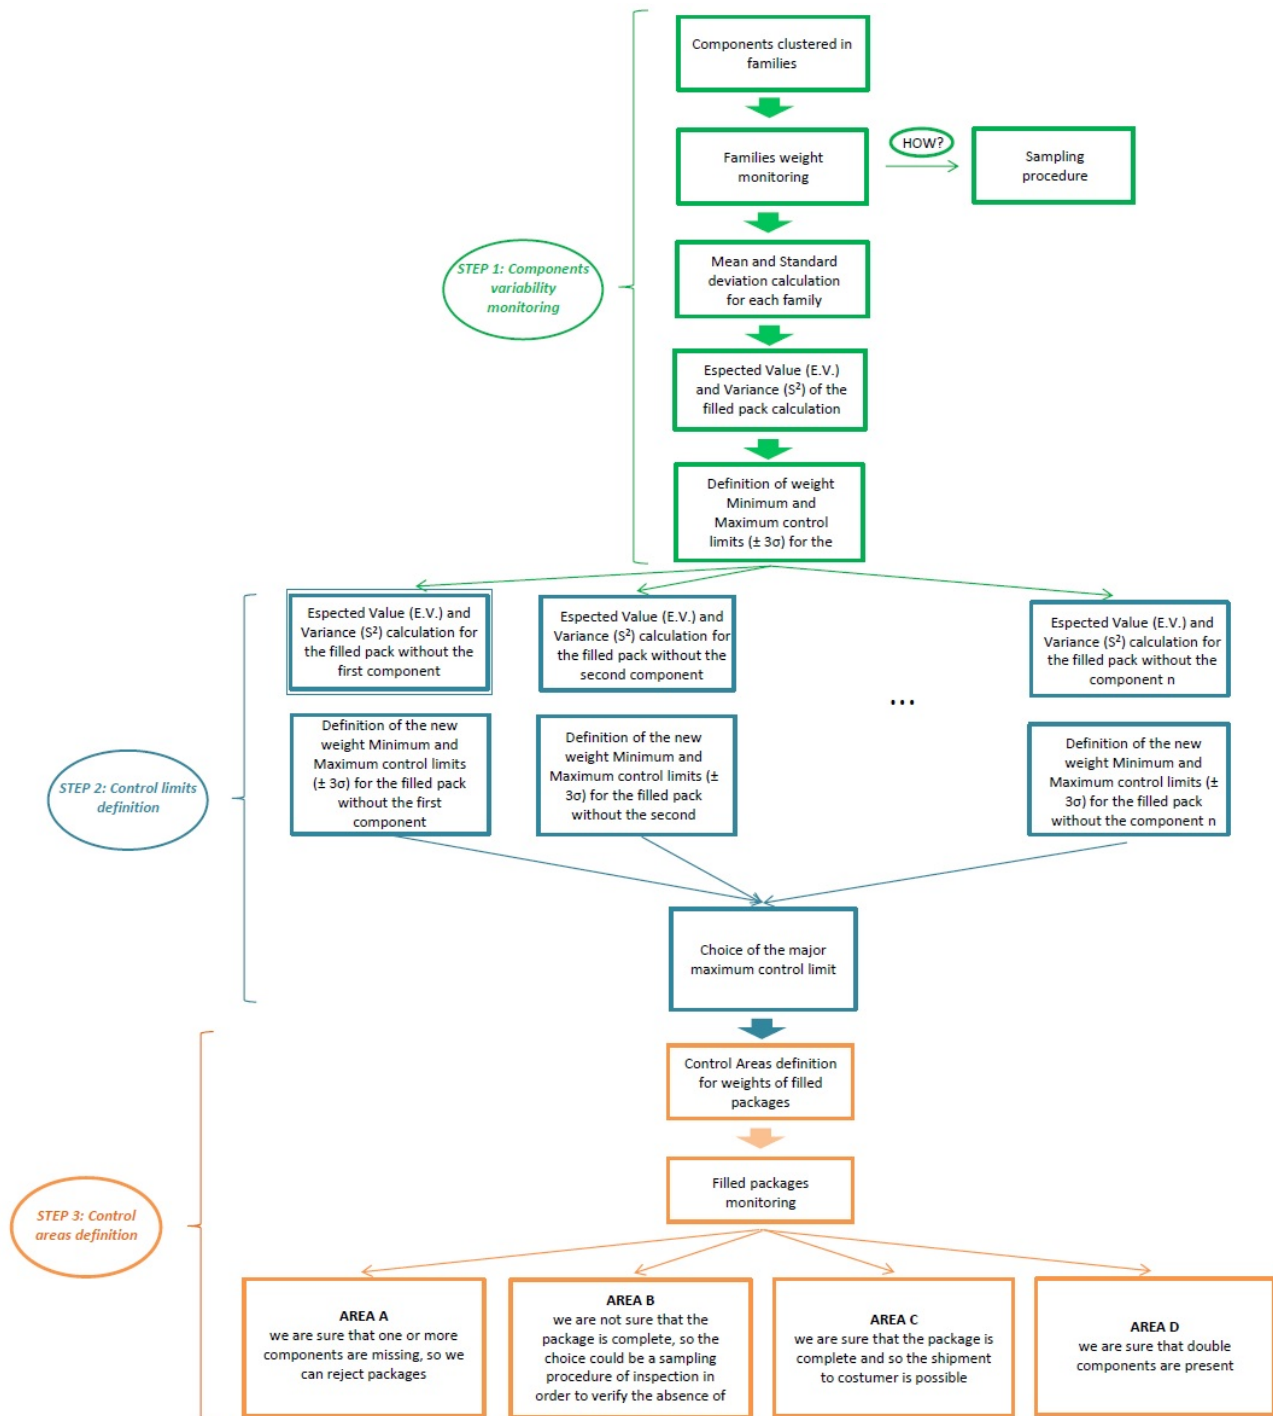 Components clustered in
families
Families weight
monitoring
HOW?
Sampling
procedure
STEP 1: Components
variability
monitoring
Mean and Standard
deviation calculation
for each family
Espected Value (E.V.)
and Variance (S²) of the
filled pack calculation
Definition of weight
Minimum and
Maximum control
limits (± 3σ) for the
Espected Value (E.V.) and
Variance (S²) calculation for
the filled pack without the
first component
Espected Value (E.V.) and
Variance (S²) calculation for
the filled pack without the
second component
...
Espected Value (E.V.) and
Variance (S²) calculation for
the filled pack without the
component n
STEP 2: Control limits
definition
Definition of the new
weight Minimum and
Maximum control limits
(± 3σ) for the filled pack
without the first
component
Definition of the new
weight Minimum and
Maximum control limits (±
3σ) for the filled pack
without the second
Definition of the new
weight Minimum and
Maximum control limits (±
3σ) for the filled pack
without the component n
Choice of the major
maximum control limit
Control Areas definition
for weights of filled
packages
Filled packages
monitoring
STEP 3: Control
areas definition
AREA A
we are sure that one or more
components are missing, so we
can reject packages
AREA B
we are not sure that the
package is complete, so the
choice could be a sampling
procedure of inspection in
order to verify the absence of
AREA C
we are sure that the package is
complete and so the shipment
to costumer is possible
AREA D
we are sure that double
components are present